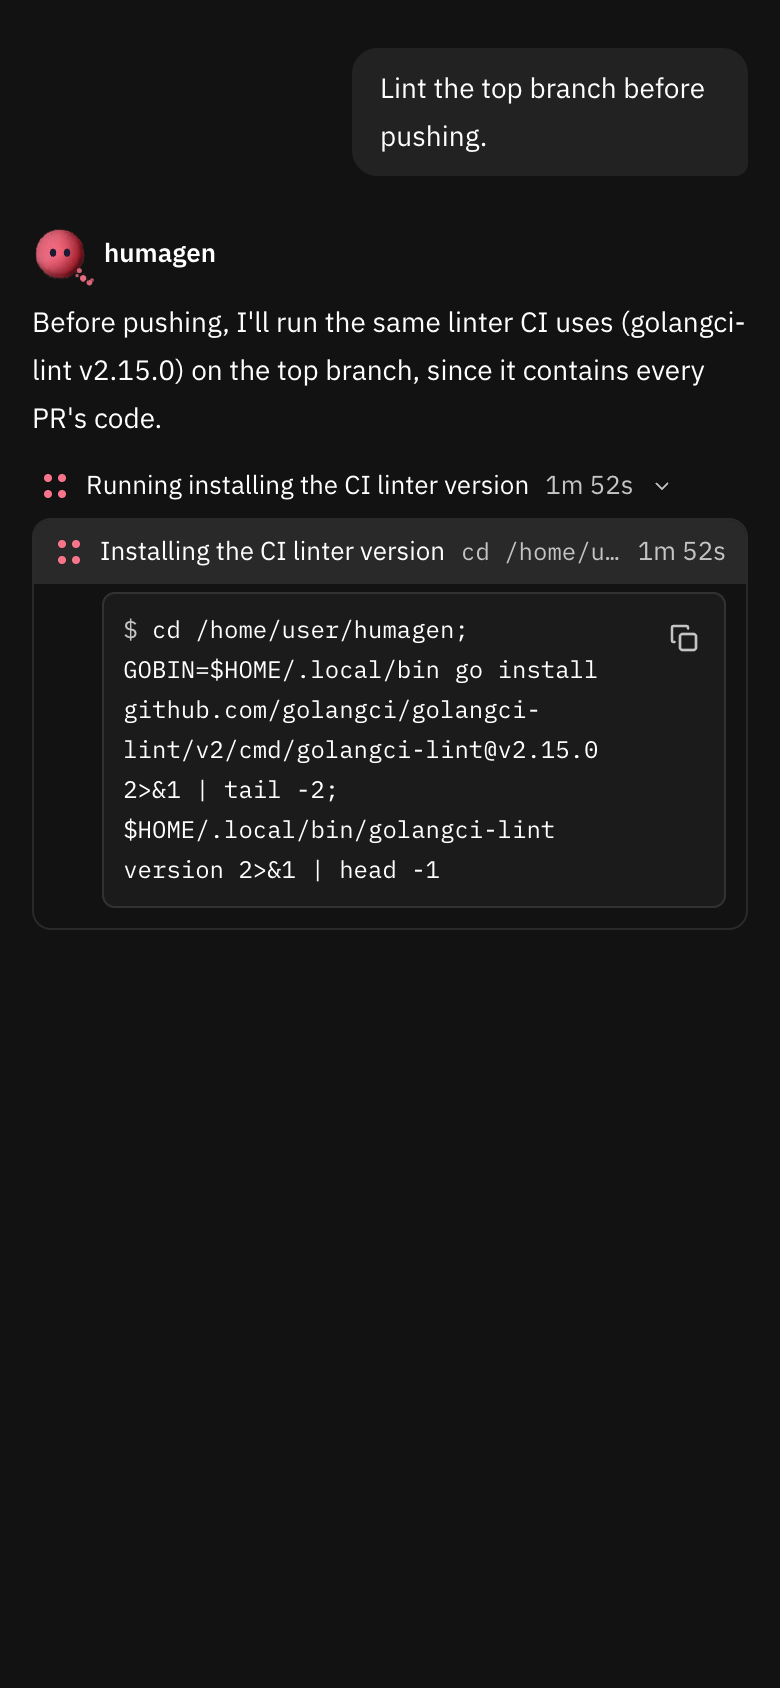 Lint the top branch before
pushing.
humagen
Before pushing, I'll run the same linter CI uses (golangci-
lint v2.15.0) on the top branch, since it contains every
PR's code.
Running installing the CI linter version 1m 52s
Installing the CI linter version cd /home/u… 1m 52s
$ cd /home/user/humagen;
GOBIN=$HOME/.local/bin go install
github.com/golangci/golangci-
lint/v2/cmd/golangci-lint@v2.15.0
2>&1 | tail -2;
$HOME/.local/bin/golangci-lint
version 2>&1 | head -1